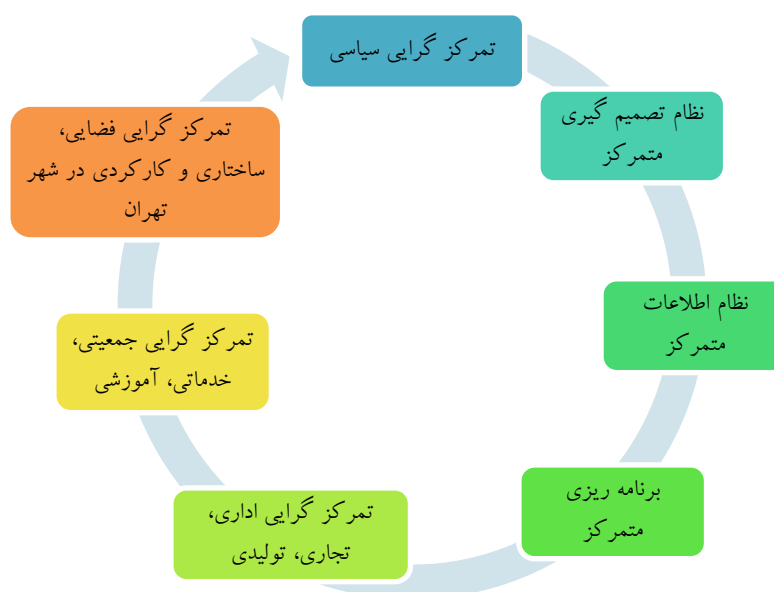 تمرکز گرایی سیاسی
نظام تصمیم گیری
متمرکز
نظام اطلاعات
متمرکز
برنامه ریزی
متمرکز
تمرکز گرایی اداری،
تجاری، تولیدی
تمرکز گرایی جمعیتی،
خدماتی، آموزشی
تمرکز گرایی فضایی،
ساختاری و کارکردی در شهر
تهران